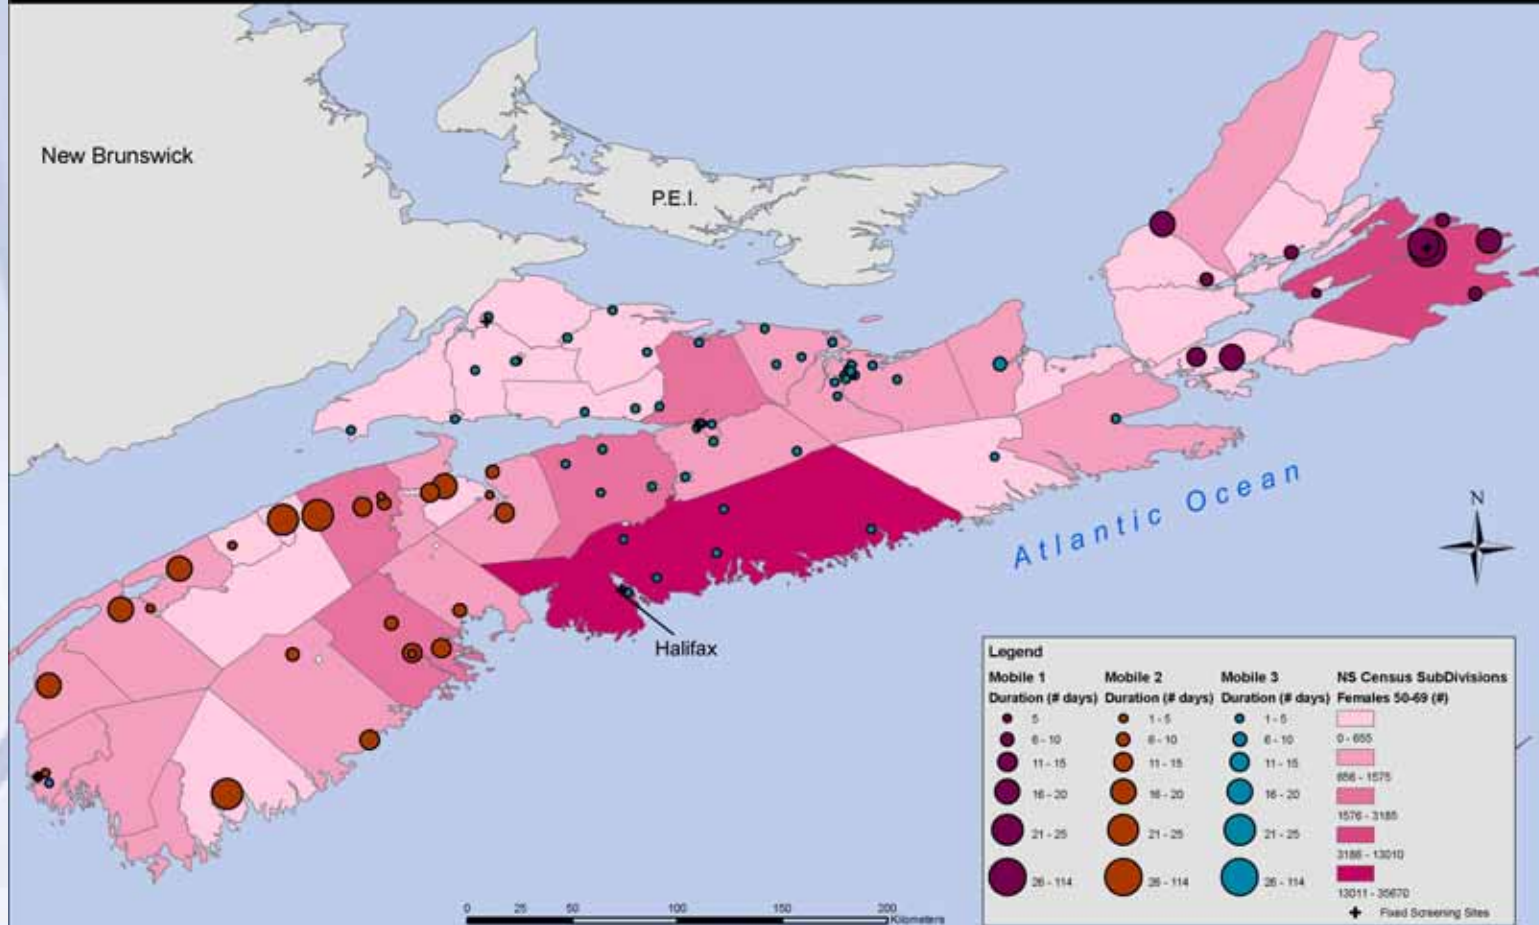 New Brunswick
P.E.I.
Atlantic Ocean
N
Halifax
Legend
Mobile 1 Mobile 2 Mobile 3 NS Census SubDivisions
Duration (# days) Duration (# days) Duration (# days) Females 50-69 (#)
5 1 - 5 1 - 5
0 - 655
6 - 10 6 - 10 6 - 10
11 - 15 11 - 15 11 - 15
656 - 1575
16 - 20 16 - 20 16 - 20
1576 - 3185
21 - 25 21 - 25 21 - 25
3186 - 13010
26 - 114 26 - 114 26 - 114
13011 - 35670
Fixed Screening Sites
0 25 50 100 150 200
Kilometers